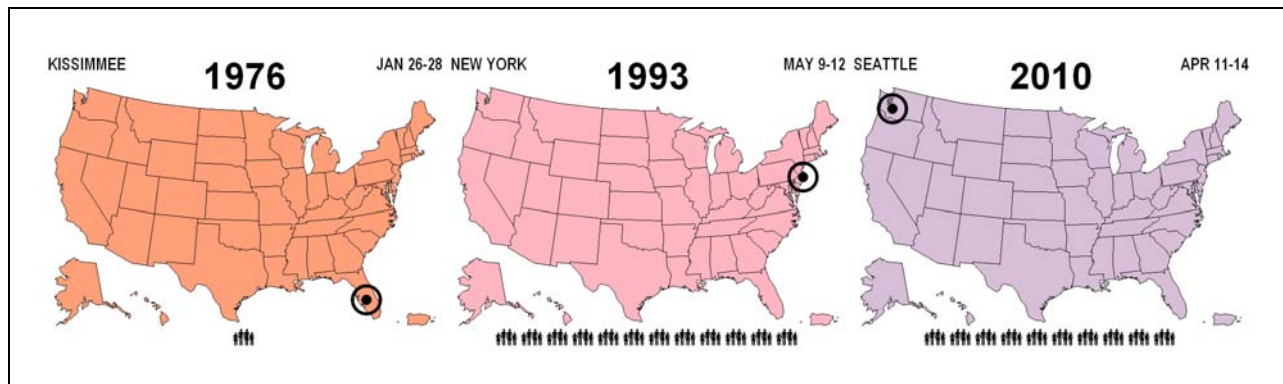 KISSIMMEE 1976 JAN 26-28
NEW YORK 1993 MAY 9-12
SEATTLE 2010 APR 11-14